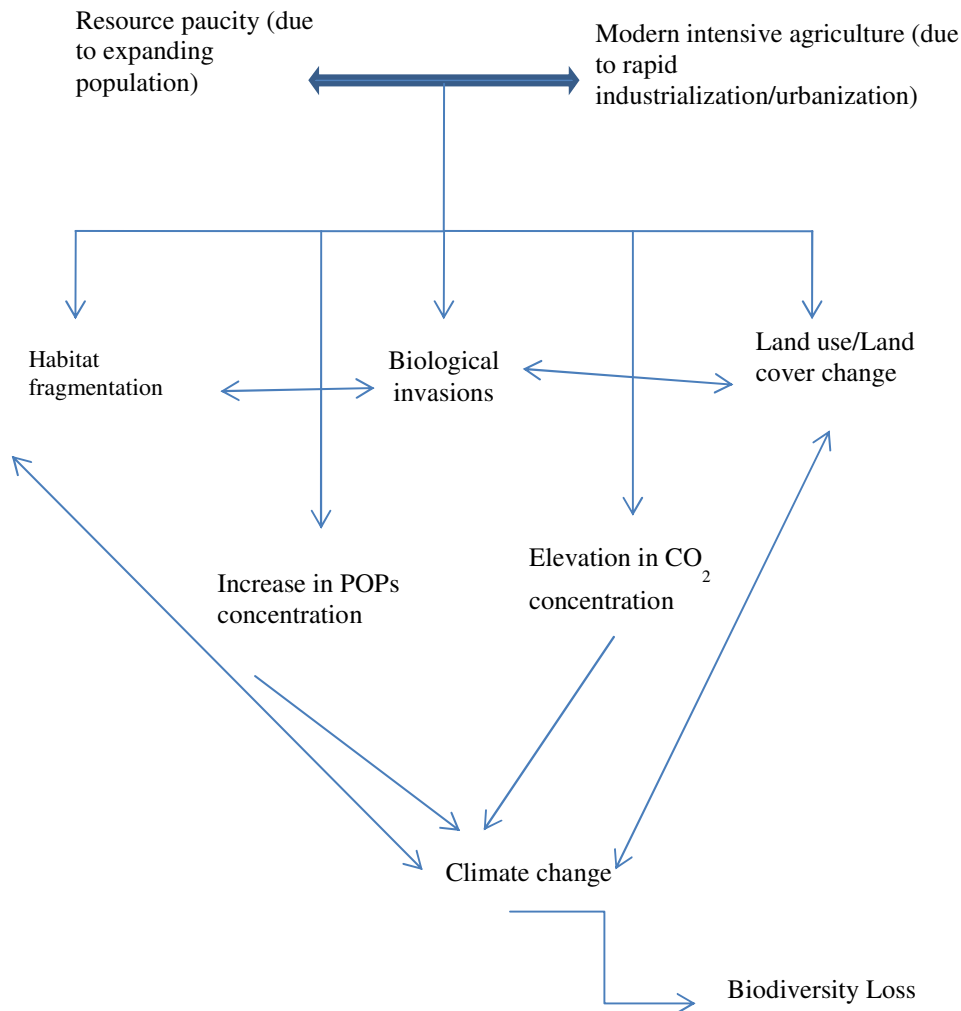 Resource paucity (due
to expanding
population)
Modern intensive agriculture (due
to rapid
industrialization/urbanization)
Habitat
fragmentation
Biological
invasions
Land use/Land
cover change
Increase in POPs
concentration
Elevation in CO2
concentration
Climate change
Biodiversity Loss